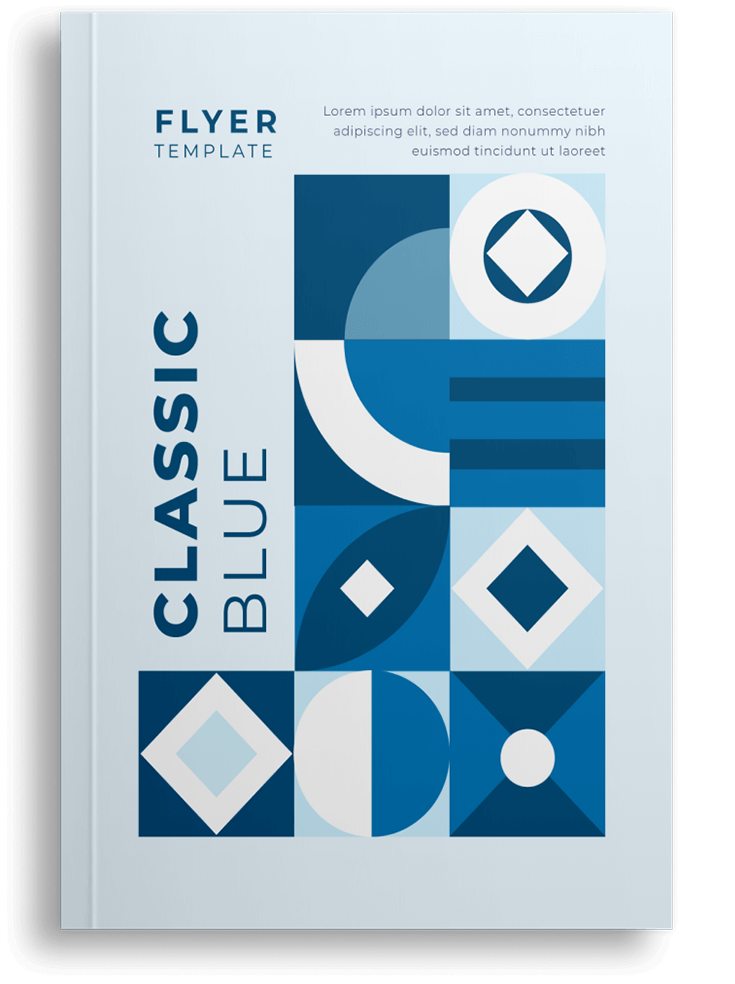 FLYER
TEMPLATE
Lorem ipsum dolor sit amet, consectetuer
adipiscing elit, sed diam nonummy nibh
euismod tincidunt ut laoreet
CLASSIC
BLUE